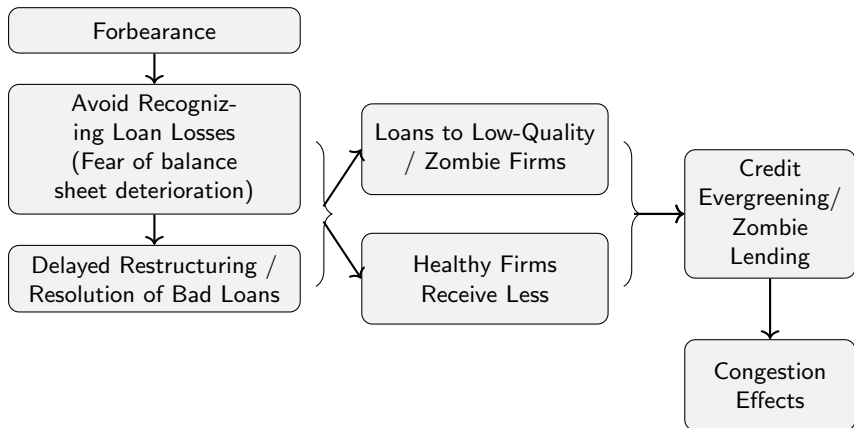 Forbearance
Avoid Recogniz-
ing Loan Losses
(Fear of balance
sheet deterioration)
Delayed Restructuring /
Resolution of Bad Loans
Loans to Low-Quality
/ Zombie Firms
Healthy Firms
Receive Less
Credit
Evergreening/
Zombie
Lending
Congestion
Effects